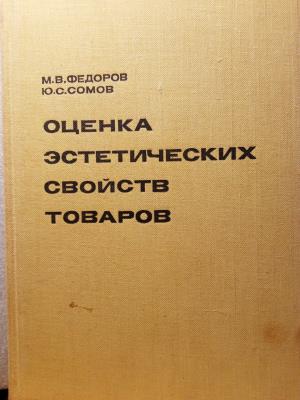 М.В.ФЕДОРОВ
Ю.С.СОМОВ
ОЦЕНКА
ЭСТЕТИЧЕСКИХ
СВОЙСТВ
ТОВАРОВ